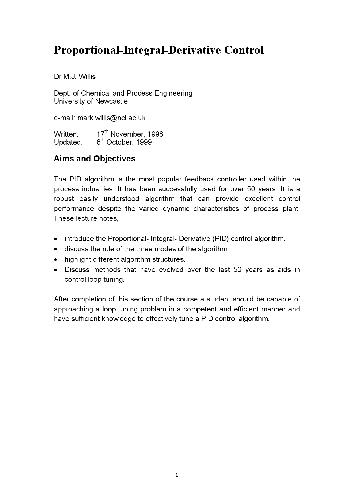 Proportional-Integral-Derivative Control
Dr M.J. Willis
Dept. of Chemical and Process Engineering
University of Newcastle
e-mail: mark.willis@ncl.ac.uk
Written: 17th November, 1998
Updated: 6th October, 1999
Aims and Objectives
The PID algorithm is the most popular feedback controller used within the
process industries. It has been successfully used for over 50 years. It is a
robust easily understood algorithm that can provide excellent control
performance despite the varied dynamic characteristics of process plant.
These lecture notes,
• introduce the Proportional- Integral- Derivative (PID) control algorithm.
• discuss the role of the three modes of the algorithm.
• highlight different algorithm structures.
• Discuss methods that have evolved over the last 50 years as aids in
control loop tuning.
After completion of this section of the course a student should be capable of
approaching a loop tuning problem in a competent and efficient manner and
have sufficient knowledge to effectively tune a PID control algorithm.
1